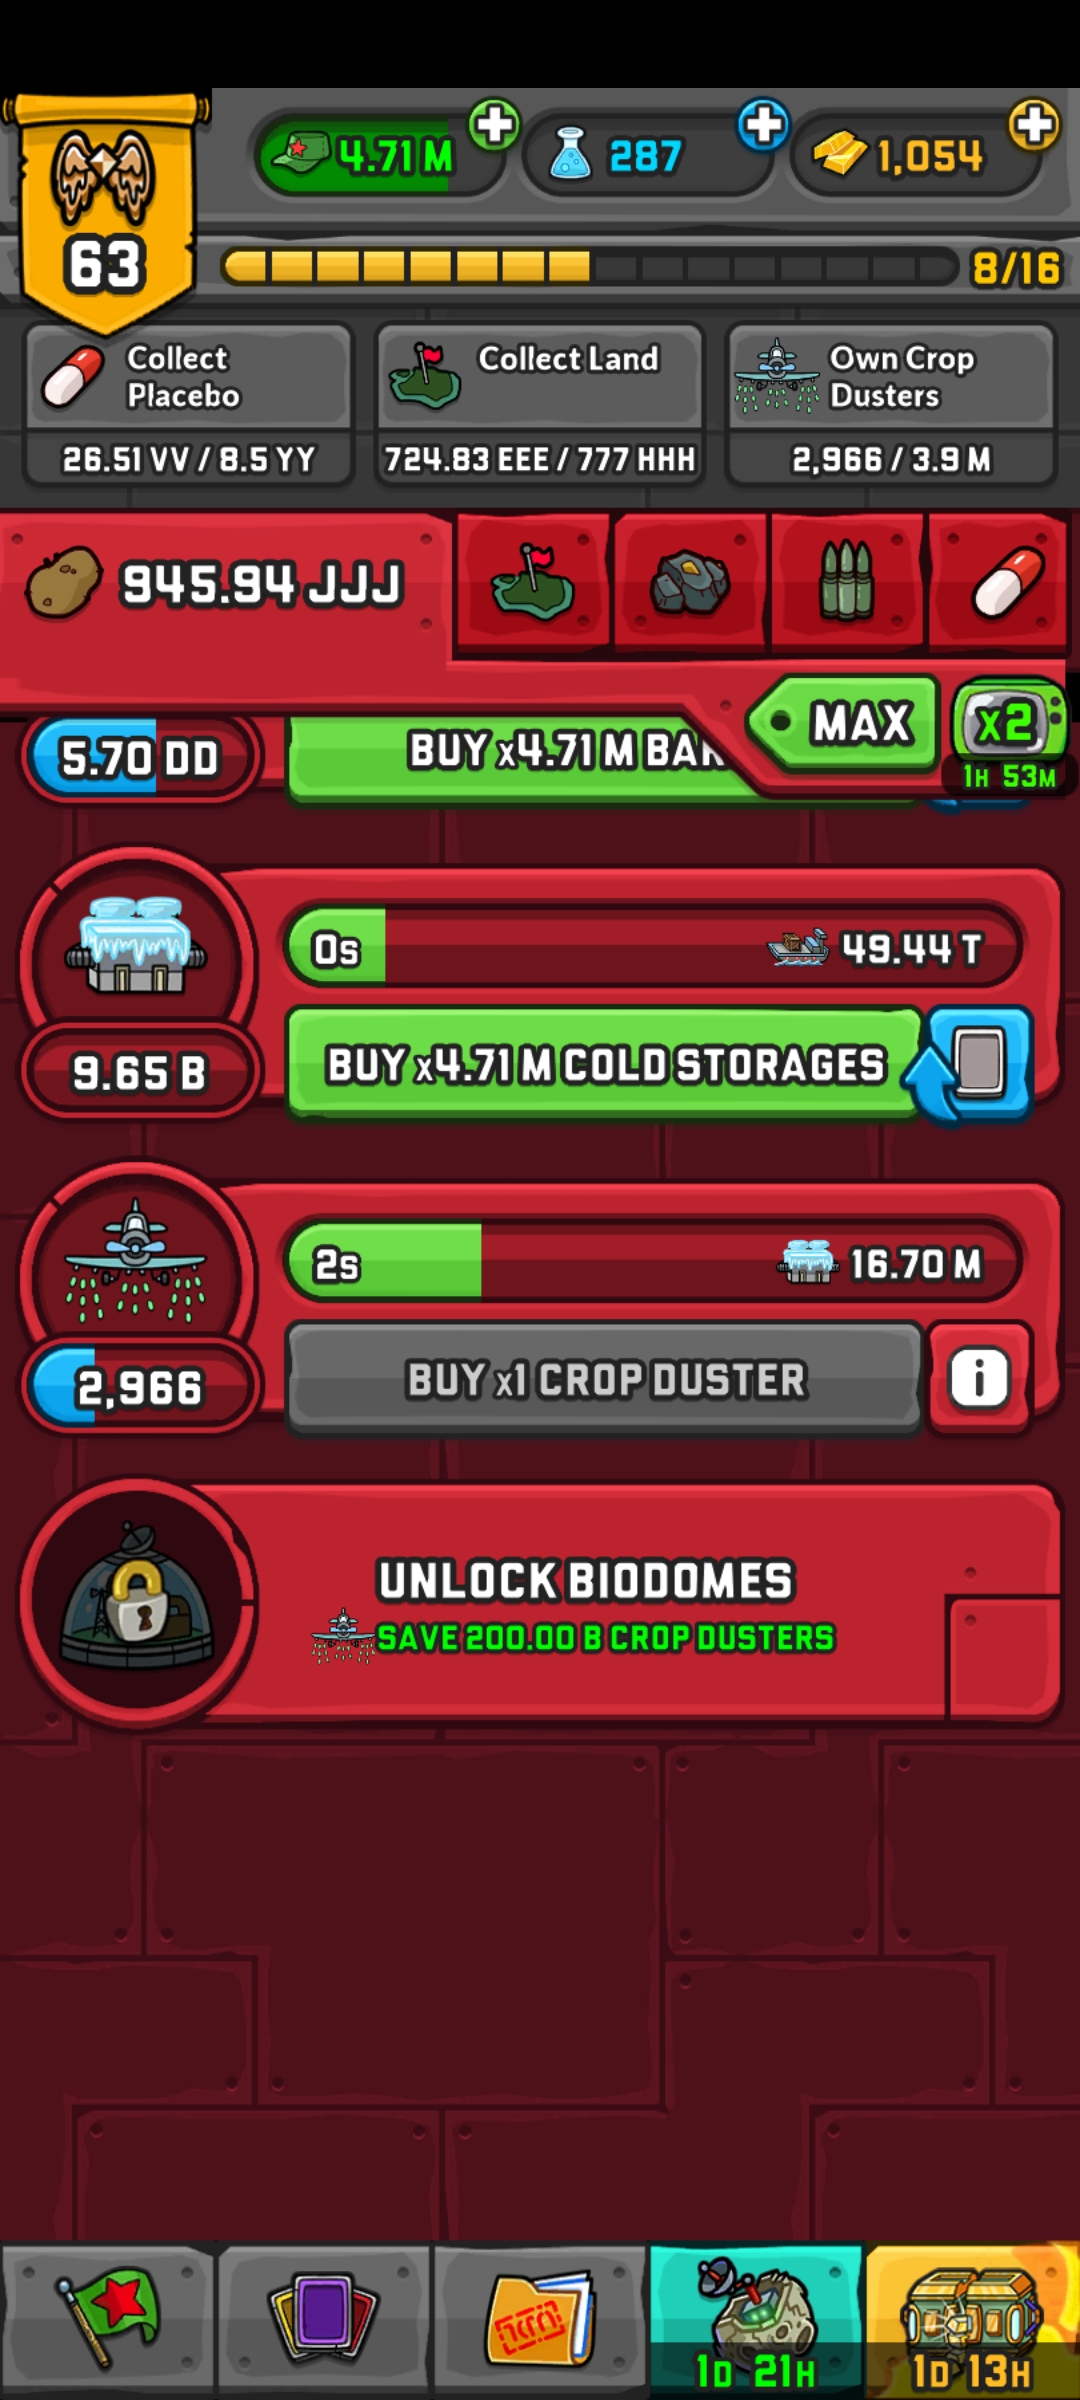 4.71 M
287
1,054
63
8/16
Collect
Placebo
26.51 VV / 8.5 YY
Collect Land
724.83 EEE / 777 HHH
Own Crop
Dusters
2,966 / 3.9 M
945.94 JJJ
MAX
x2
1H 53M
5.70 DD
BUY x4.71 M
0s
49.44 T
9.65 B
BUY x4.71 M COLD STORAGES
2s
16.70 M
2,966
BUY x1 CROP DUSTER
i
UNLOCK BIODOMES
SAVE 200.00 B CROP DUSTERS
1D 21H
1D 13H